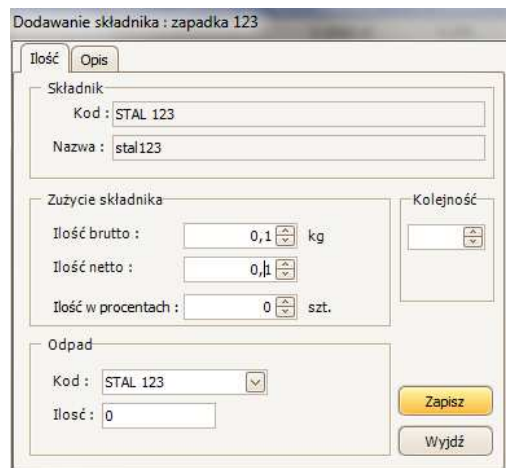 Dodawanie składnika : zapadka 123
Ilość Opis
Składnik
Kod : STAL 123
Nazwa : stal123
Zużycie składnika Kolejność
Ilość brutto : 0,1 kg
Ilość netto : 0,1
Ilość w procentach : 0 szt.
Odpad
Kod : STAL 123
Ilosć : 0
Zapisz
Wyjdź